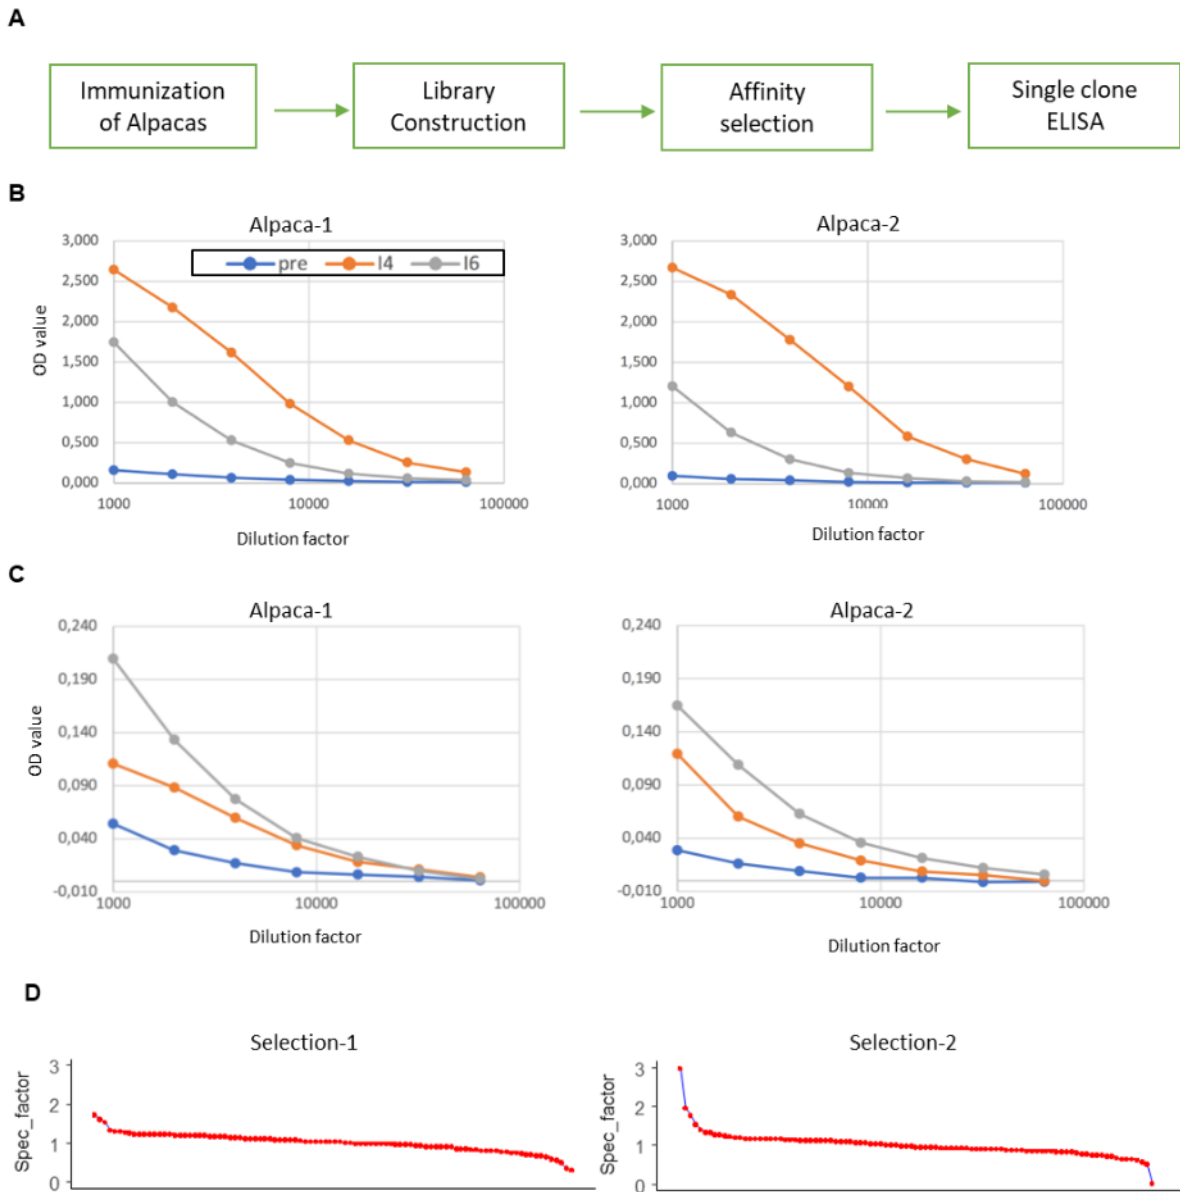 A
Immunization
of Alpacas
Library
Construction
Affinity
selection
Single clone
ELISA
B
Alpaca-1
Alpaca-2
pre
I4
I6
3,000
2,500
2,000
1,500
1,000
0,500
0,000
OD value
1000
10000
100000
Dilution factor
3,000
2,500
2,000
1,500
1,000
0,500
0,000
1000
10000
100000
Dilution factor
C
Alpaca-1
Alpaca-2
0,240
0,190
0,140
0,090
0,040
-0,010
OD value
1000
10000
100000
Dilution factor
0,240
0,190
0,140
0,090
0,040
-0,010
1000
10000
100000
Dilution factor
D
Selection-1
Selection-2
Spec_factor
3
2
1
0
Spec_factor
3
2
1
0